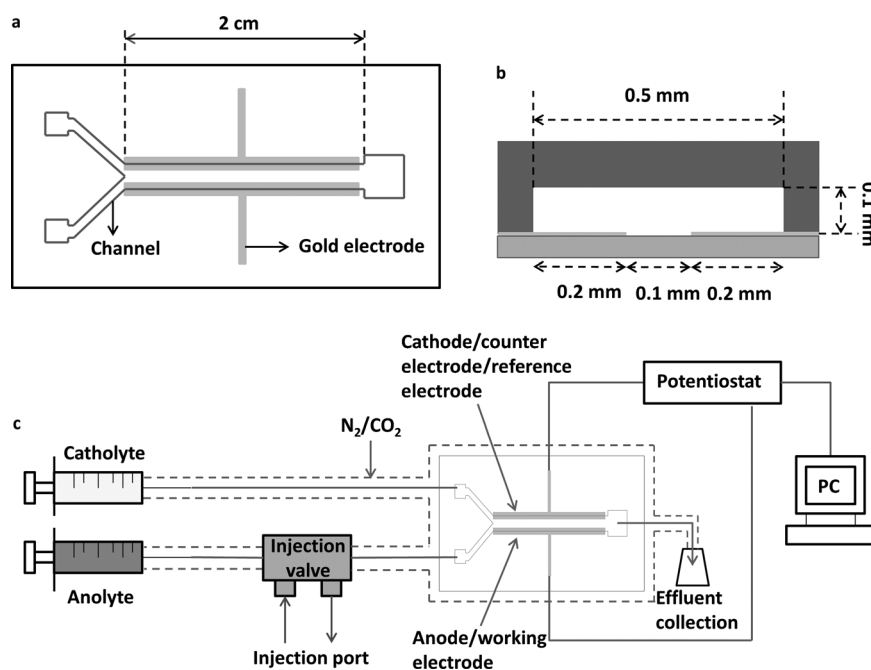 a
2 cm
Channel
Gold electrode
b
0.5 mm
0.1 mm
0.2 mm
0.1 mm
0.2 mm
c
Cathode/counter
electrode/reference
electrode
Potentiostat
N₂/CO₂
Catholyte
PC
Injection
valve
Anolyte
Injection port
Anode/working
electrode
Effluent
collection